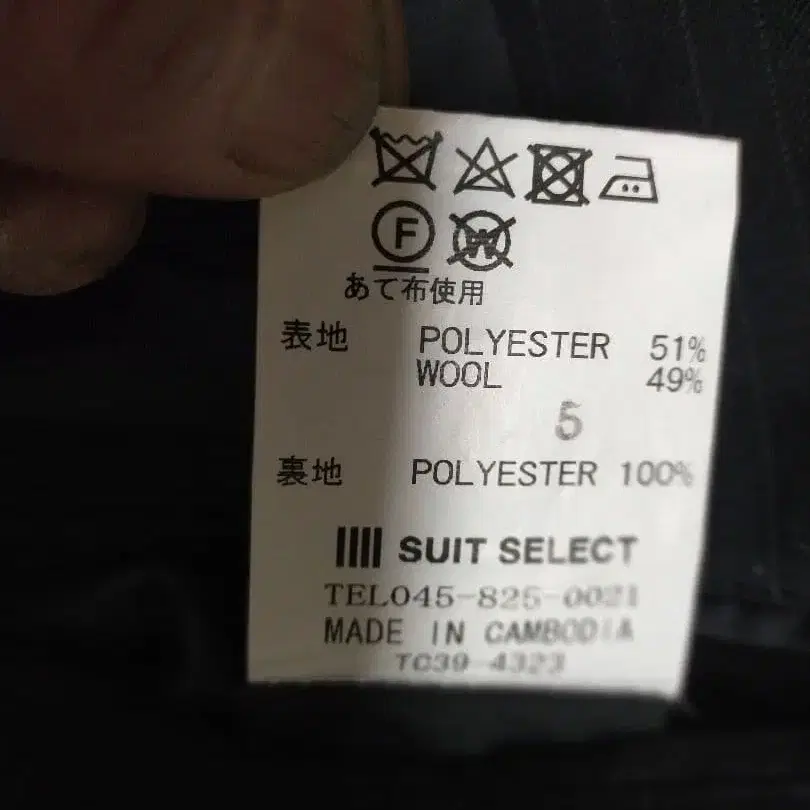 F W
あて布使用
表地 POLYESTER 51%
WOOL 49%
5
裏地 POLYESTER 100%
SUIT SELECT
TEL045-825-0021
MADE IN CAMBODIA
TC39-4323